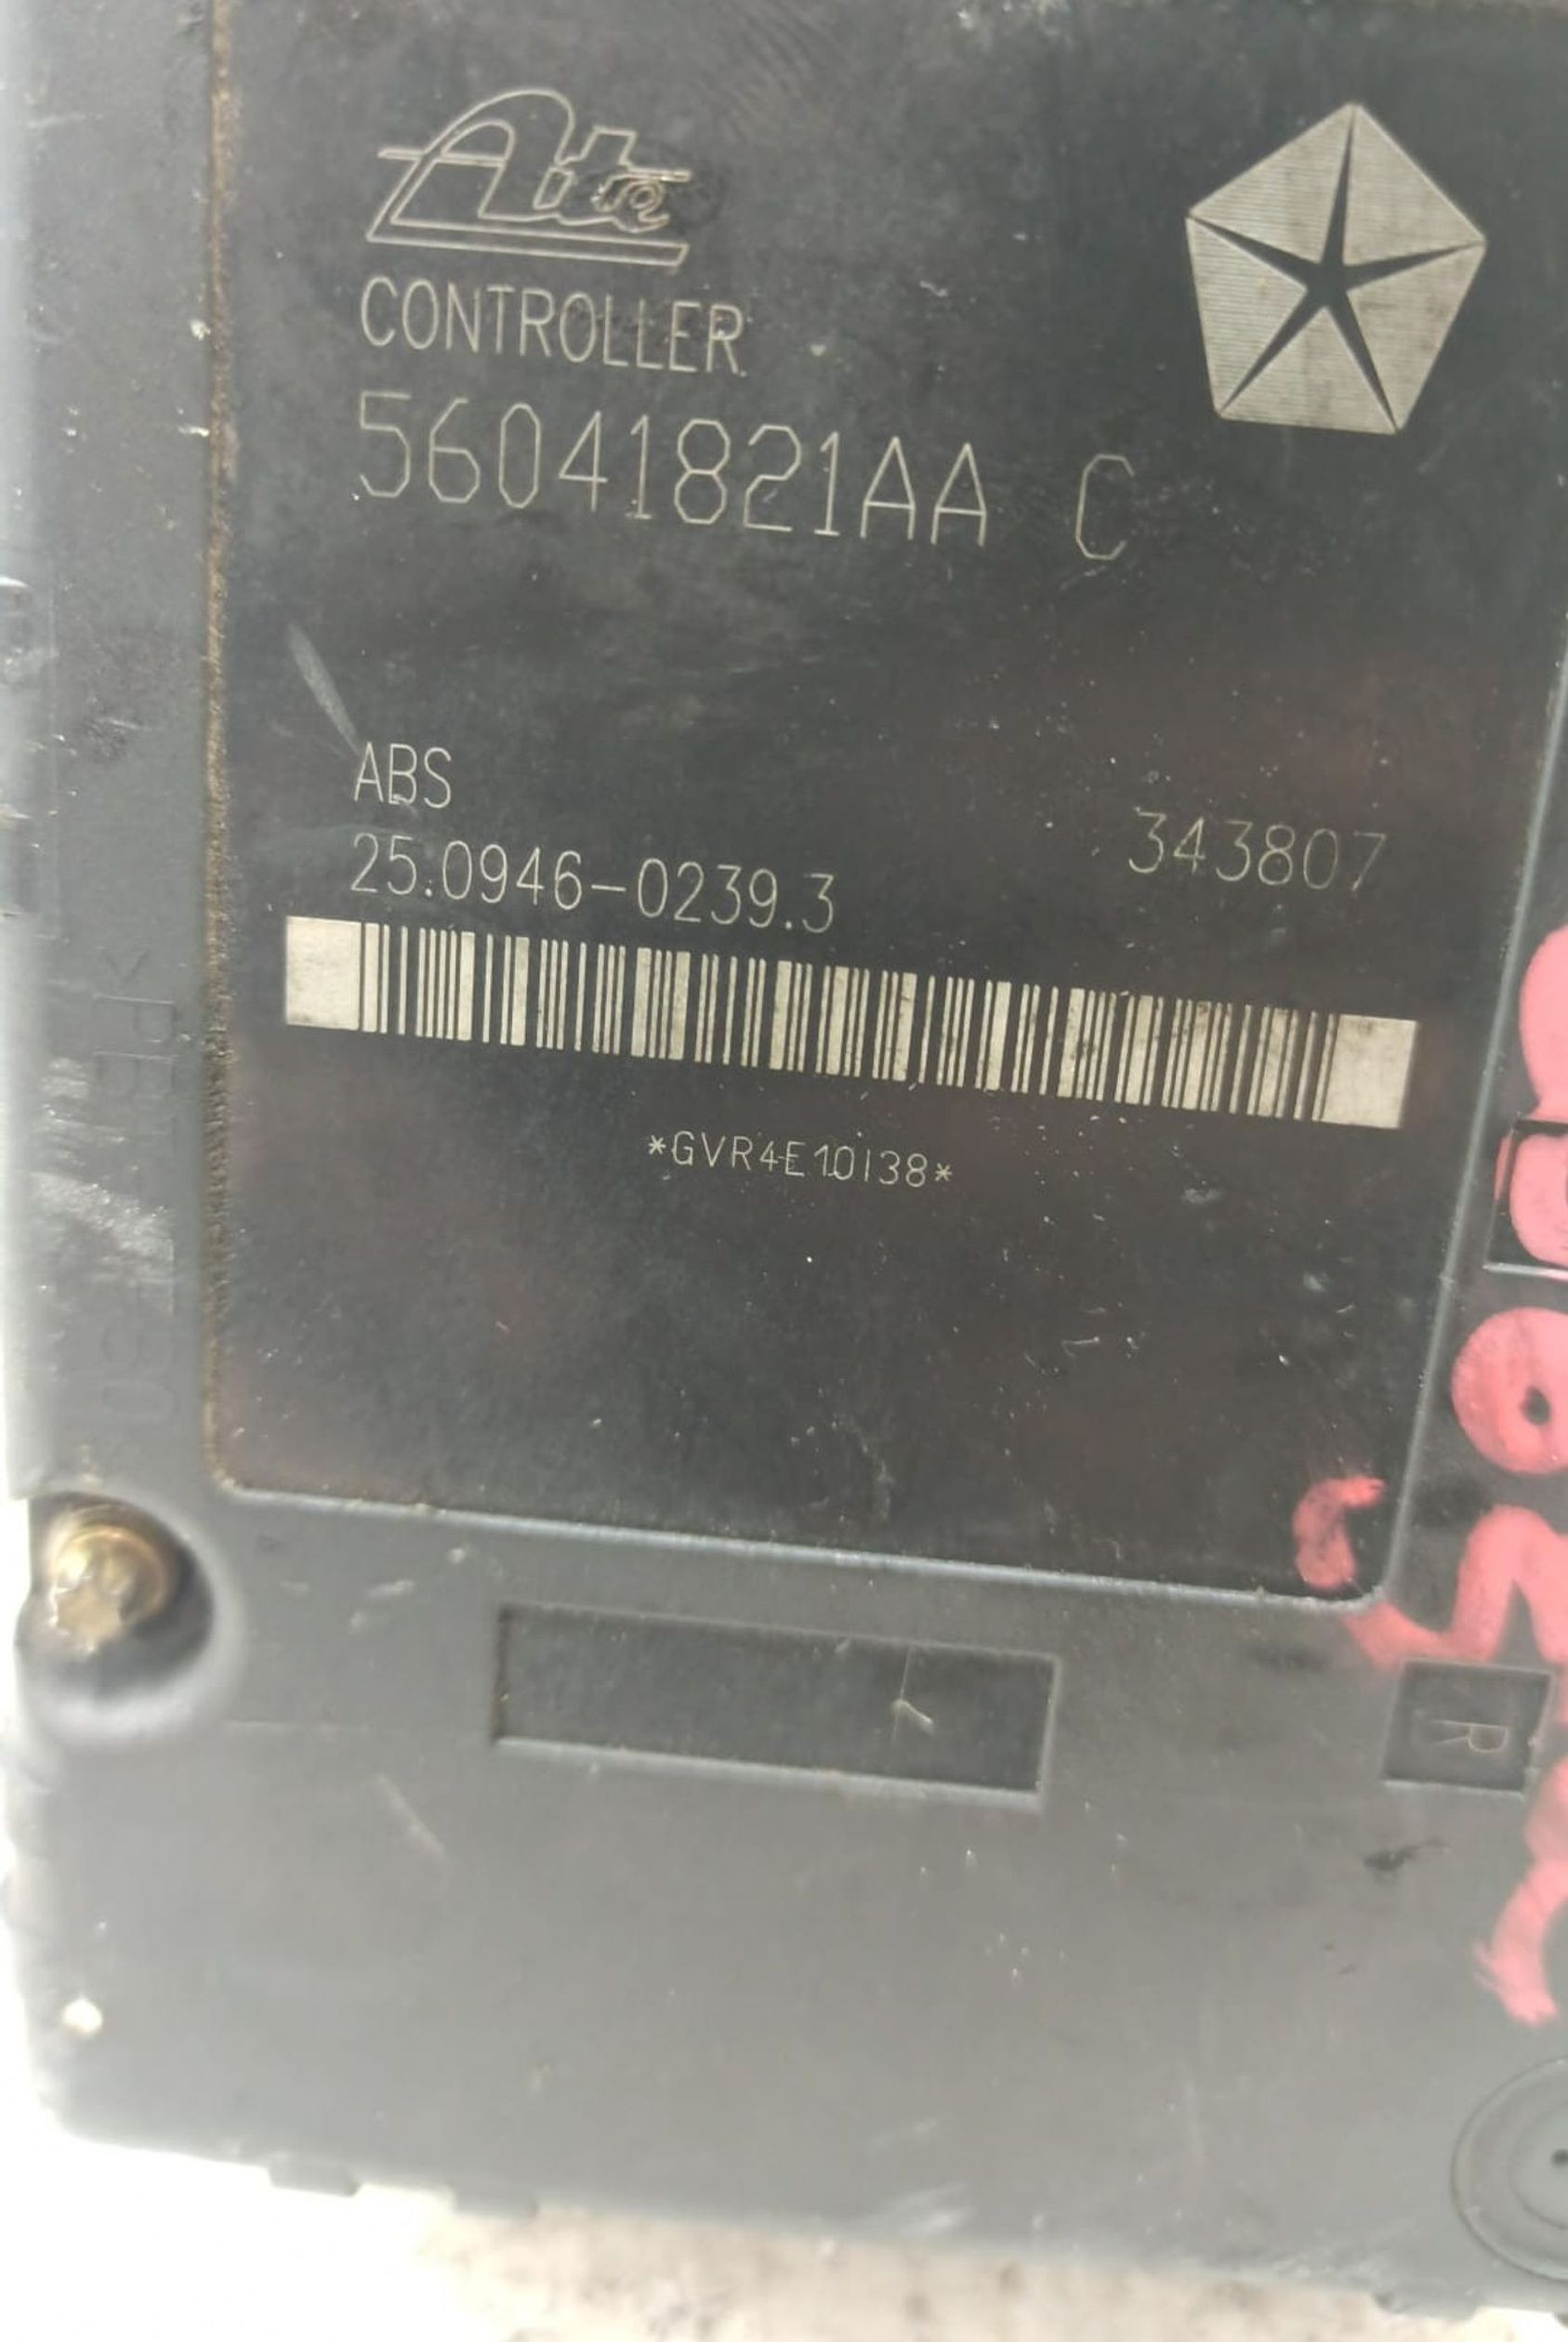 Ate
CONTROLLER
56041821AA C
ABS
25.0946-0239.3 343807
*GVR4E10138*
R